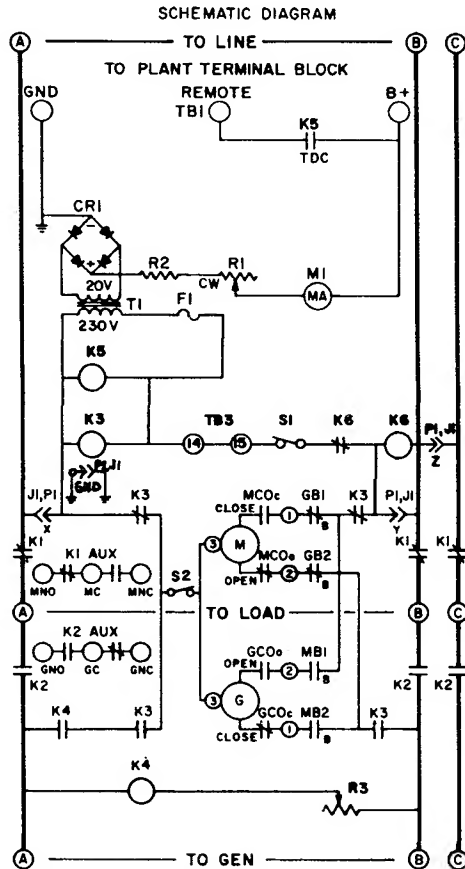 SCHEMATIC DIAGRAM
A TO LINE B C
TO PLANT TERMINAL BLOCK
GND REMOTE B+
TB1
K5
TDC
CR1
-
+
R2 R1
CW
M1
MA
20V
T1 F1
230V
K5
K3 TB3 S1 K6 K6 P1,J1
14 15
Z
P1,J1
GND
J1,P1 K3 MCOc GB1 K3 P1,J1
CLOSE 1 B
X Y
K1 3 M K1 K1
K1 AUX S2 MCOo GB2
MNO MC MNC OPEN 2 B
A TO LOAD B C
K2 AUX GCOo MB1
GNO GC GNC OPEN 2 B
K2 K2 K2
3 G
K4 K3 GCOc MB2 K3
CLOSE 1 B
K4 R3
A TO GEN B C